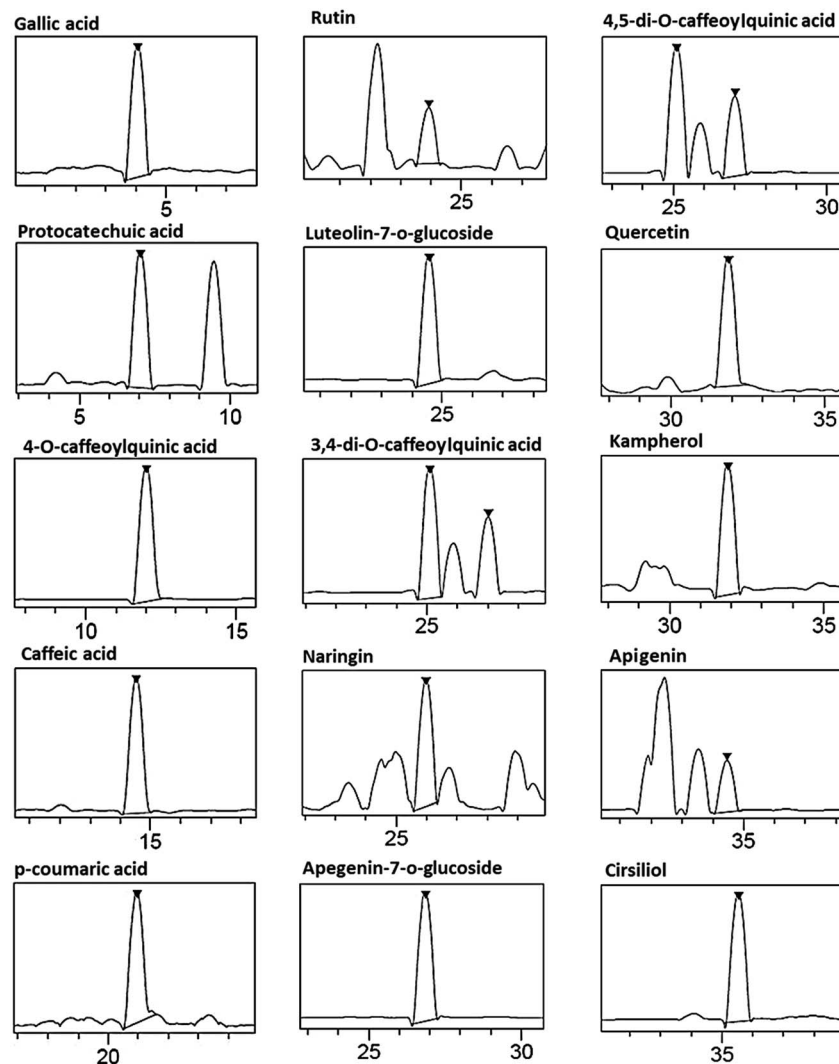 Gallic acid
Rutin
4,5-di-O-caffeoylquinic acid
5
25
25 30
Protocatechuic acid
Luteolin-7-o-glucoside
Quercetin
5 10
25
30 35
4-O-caffeoylquinic acid
3,4-di-O-caffeoylquinic acid
Kampherol
10 15
25
30 35
Caffeic acid
Naringin
Apigenin
15
25
35
p-coumaric acid
Apegenin-7-o-glucoside
Cirsiliol
20
25 30
35